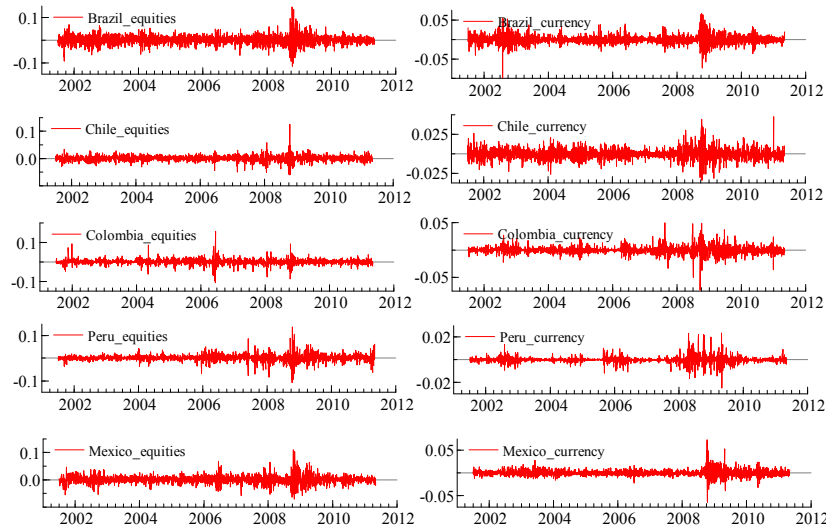 0.1
Brazil_equities
-0.1
2002 2004 2006 2008 2010 2012
0.05
Brazil_currency
-0.05
2002 2004 2006 2008 2010 2012
0.1
Chile_equities
0.0
2002 2004 2006 2008 2010 2012
0.025
Chile_currency
-0.025
2002 2004 2006 2008 2010 2012
0.1
Colombia_equities
-0.1
2002 2004 2006 2008 2010 2012
0.05
Colombia_currency
-0.05
2002 2004 2006 2008 2010 2012
0.1
Peru_equities
-0.1
2002 2004 2006 2008 2010 2012
0.02
Peru_currency
-0.02
2002 2004 2006 2008 2010 2012
0.1
Mexico_equities
0.0
2002 2004 2006 2008 2010 2012
0.05
Mexico_currency
-0.05
2002 2004 2006 2008 2010 2012